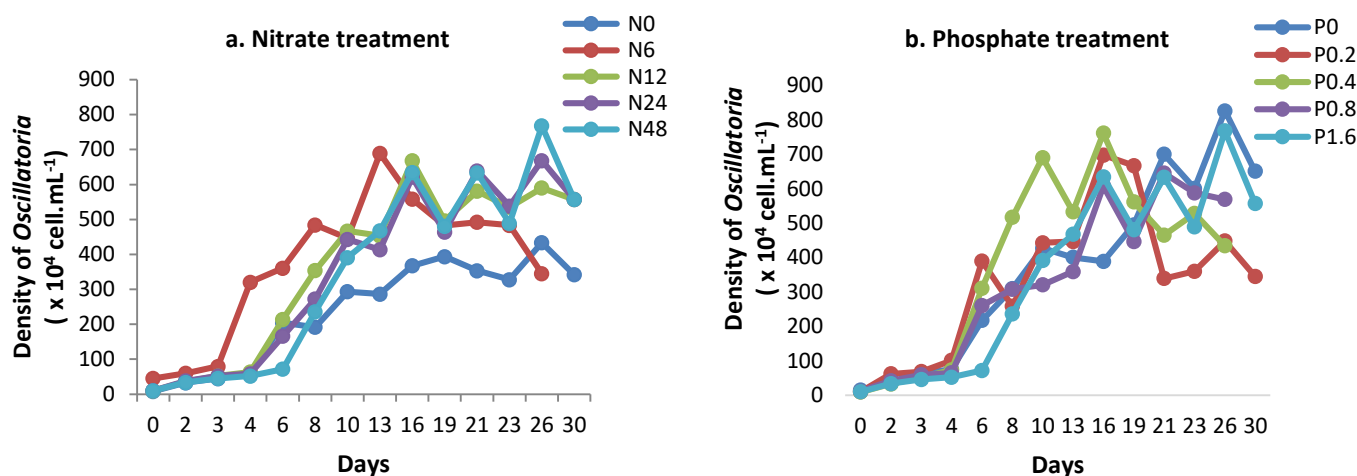 a. Nitrate treatment
N0
N6
N12
N24
N48
Density of Oscillatoria
( x 10⁴ cell.mL⁻¹)
900
800
700
600
500
400
300
200
100
0
0 2 3 4 6 8 10 13 16 19 21 23 26 30
Days
b. Phosphate treatment
P0
P0.2
P0.4
P0.8
P1.6
Density of Oscillatoria
( x 10⁴ cell.mL⁻¹)
900
800
700
600
500
400
300
200
100
0
0 2 3 4 6 8 10 13 16 19 21 23 26 30
Days